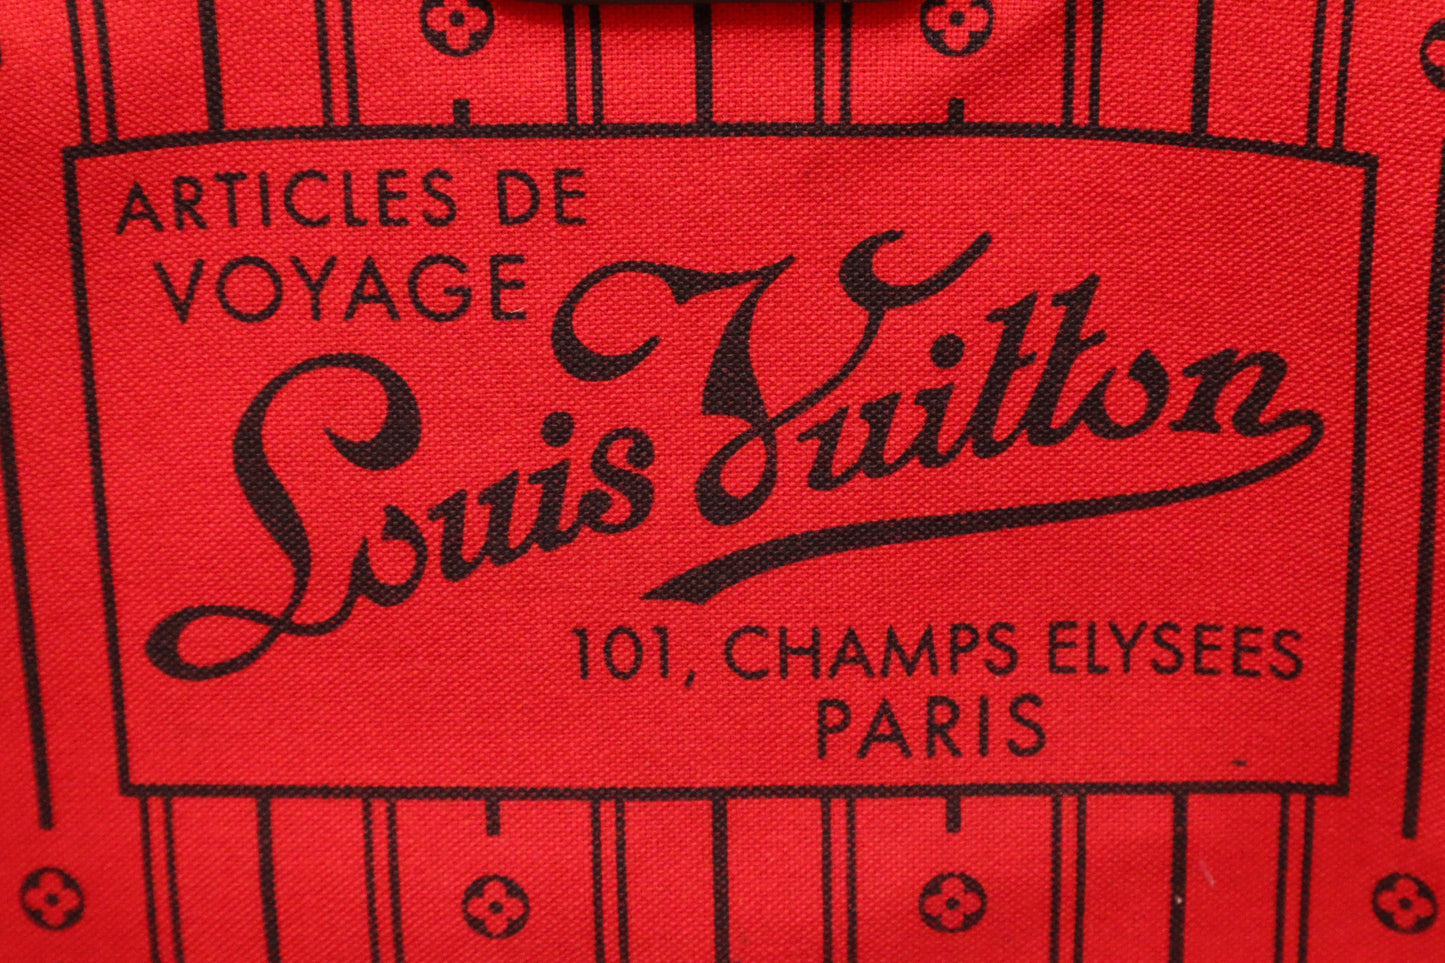 ARTICLES DE
VOYAGE
Louis Vuitton
101, CHAMPS ELYSEES
PARIS